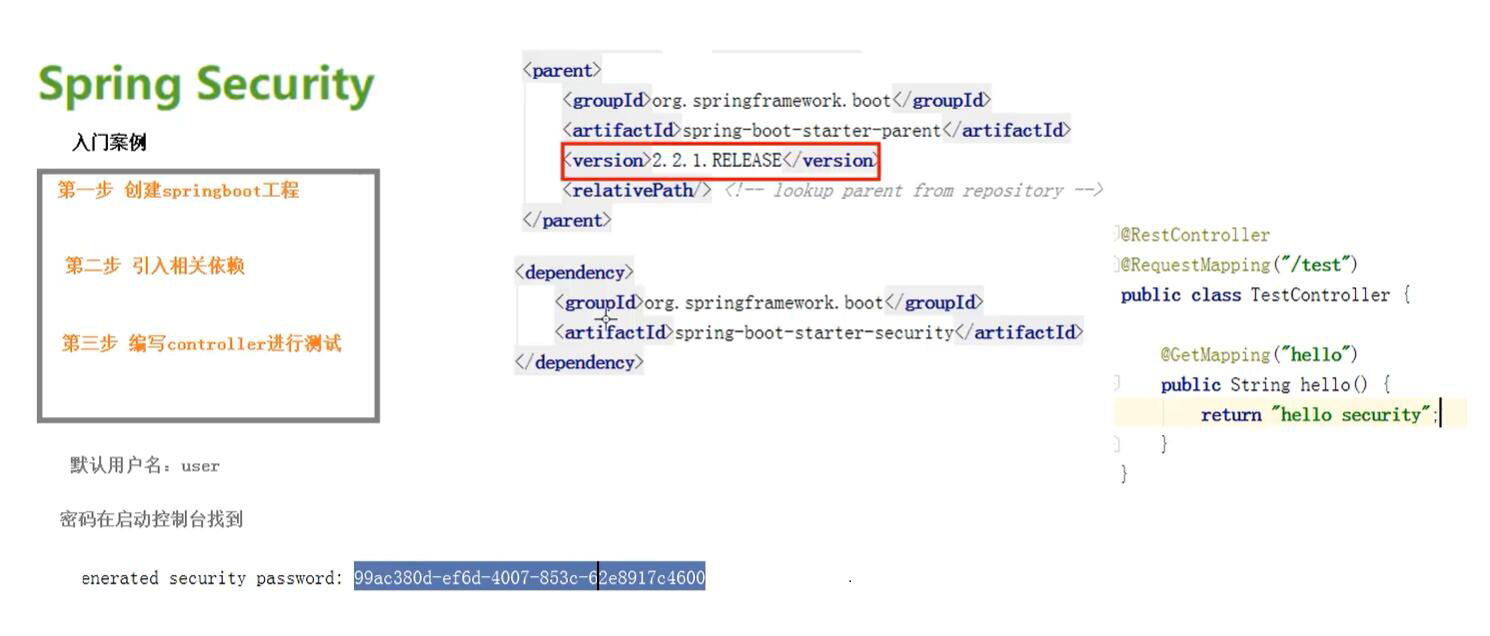 Spring Security
入门案例
第一步 创建springboot工程
第二步 引入相关依赖
第三步 编写controller进行测试
默认用户名：user
密码在启动控制台找到
enerated security password: 99ac380d-ef6d-4007-853c-62e8917c4600
<parent>
<groupId>org.springframework.boot</groupId>
<artifactId>spring-boot-starter-parent</artifactId>
<version>2.2.1.RELEASE</version>
<relativePath/> <!-- lookup parent from repository -->
</parent>
<dependency>
<groupId>org.springframework.boot</groupId>
<artifactId>spring-boot-starter-security</artifactId>
</dependency>
@RestController
@RequestMapping("/test")
public class TestController {
@GetMapping("hello")
public String hello() {
return "hello security";
}
}